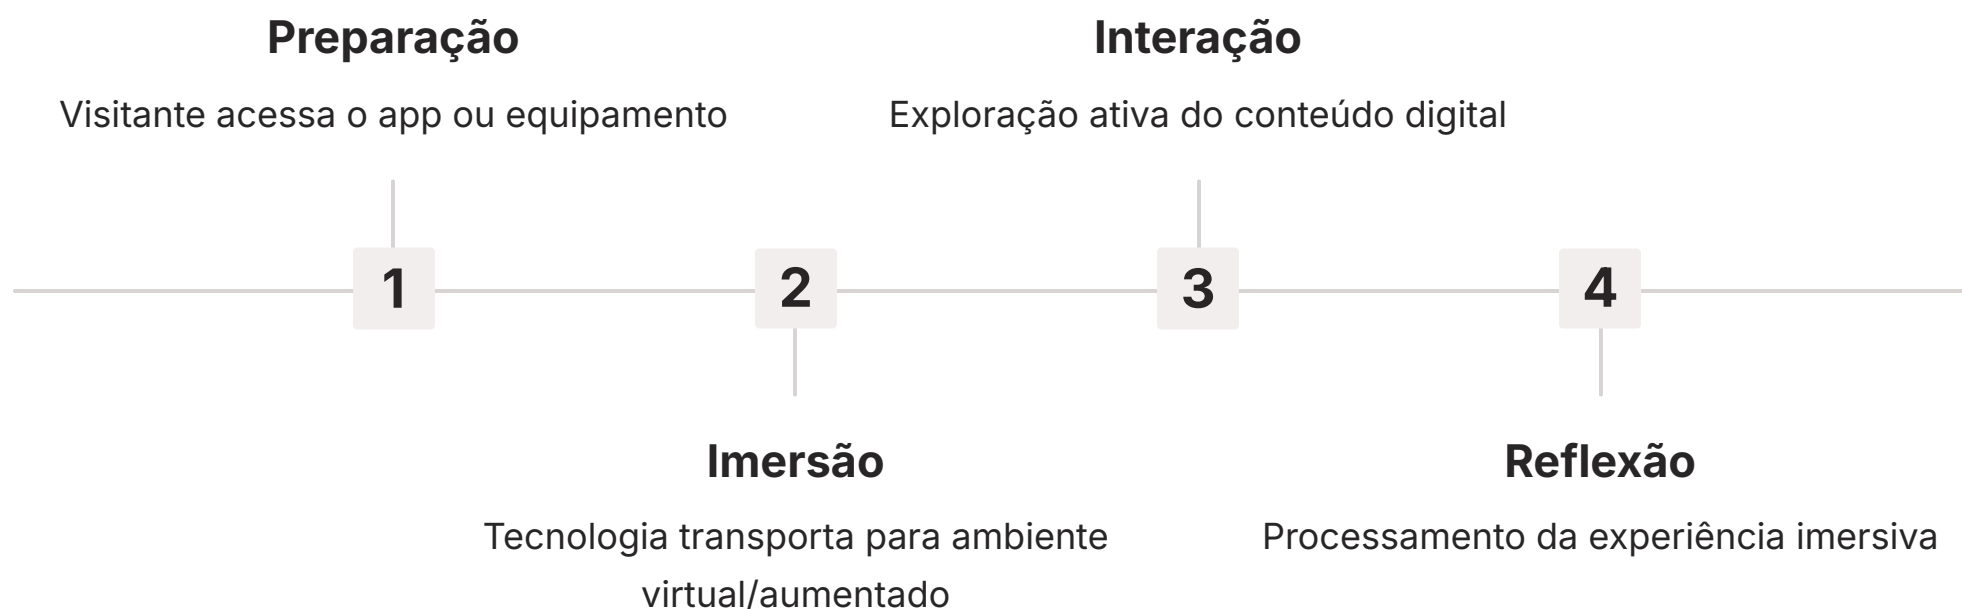 Preparação
Visitante acessa o app ou equipamento
Interação
Exploração ativa do conteúdo digital
1
2
3
4
Imersão
Tecnologia transporta para ambiente
virtual/aumentado
Reflexão
Processamento da experiência imersiva